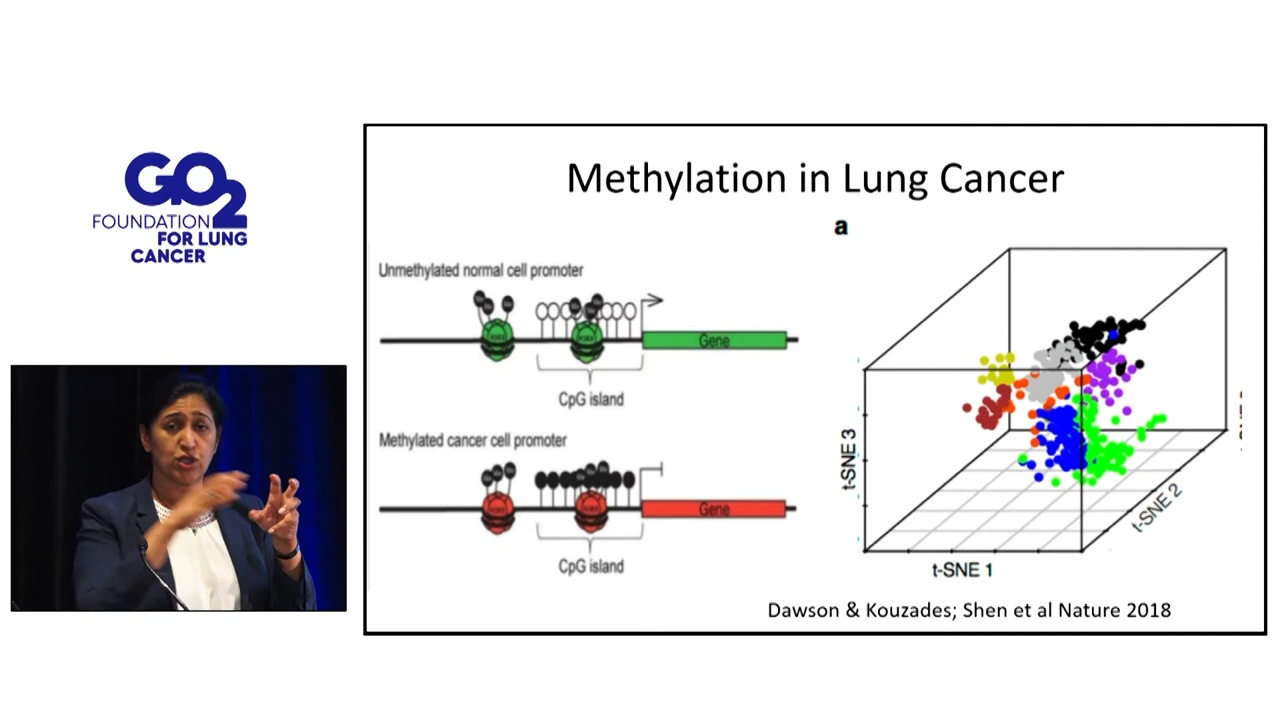 GO2
FOUNDATION
FOR LUNG
CANCER
Methylation in Lung Cancer
a
Unmethylated normal cell promoter
Gene
CpG island
Methylated cancer cell promoter
Gene
CpG island
t-SNE 3
t-SNE 2
t-SNE 1
Dawson & Kouzades; Shen et al Nature 2018